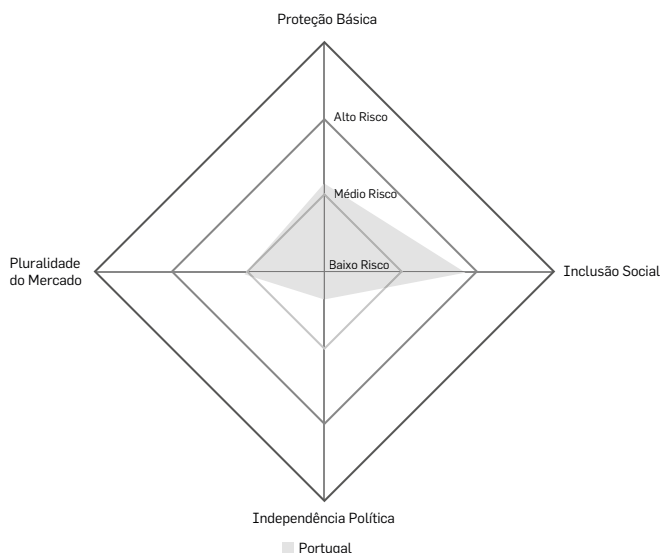 Proteção Básica
Alto Risco
Médio Risco
Baixo Risco
Pluralidade
do Mercado
Inclusão Social
Independência Política
Portugal